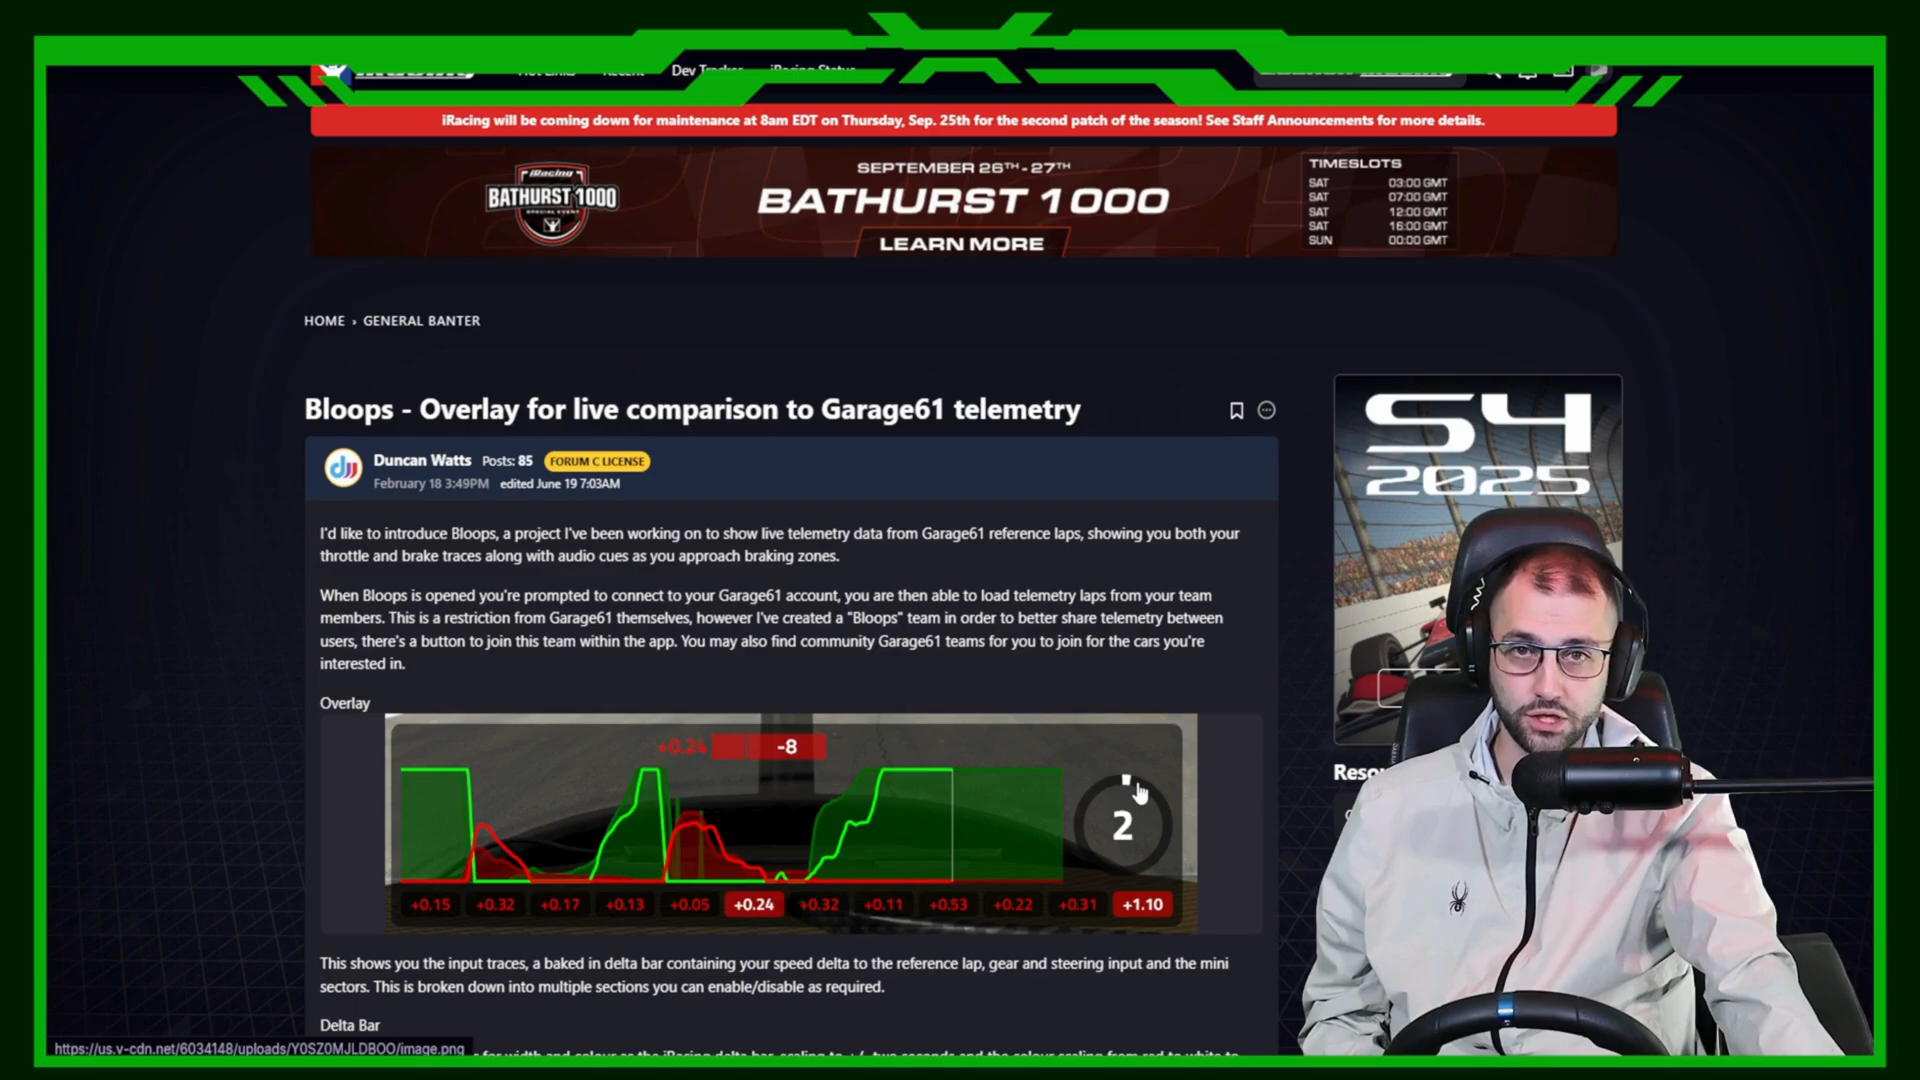 iRacing will be coming down for maintenance at 8am EDT on Thursday, Sep. 25th for the second patch of the season! See Staff Announcements for more details.
iRacing
BATHURST 1000
SPECIAL EVENT
SEPTEMBER 26TH-27TH
BATHURST 1000
LEARN MORE
TIMESLOTS
SAT 03:00 GMT
SAT 07:00 GMT
SAT 12:00 GMT
SAT 16:00 GMT
SUN 00:00 GMT
HOME › GENERAL BANTER
Bloops - Overlay for live comparison to Garage61 telemetry
Duncan Watts Posts: 85 FORUM C LICENSE
February 18 3:49PM edited June 19 7:03AM
I'd like to introduce Bloops, a project I've been working on to show live telemetry data from Garage61 reference laps, showing you both your
throttle and brake traces along with audio cues as you approach braking zones.
When Bloops is opened you're prompted to connect to your Garage61 account, you are then able to load telemetry laps from your team
members. This is a restriction from Garage61 themselves, however I've created a "Bloops" team in order to better share telemetry between
users, there's a button to join this team within the app. You may also find community Garage61 teams for you to join for the cars you're
interested in.
Overlay
+0.24 -8
2
+0.15 +0.32 +0.17 +0.13 +0.05 +0.24 +0.32 +0.11 +0.53 +0.22 +0.31 +1.10
This shows you the input traces, a baked in delta bar containing your speed delta to the reference lap, gear and steering input and the mini
sectors. This is broken down into multiple sections you can enable/disable as required.
Delta Bar
https://us.v-cdn.net/6034148/uploads/Y0SZ0MJLDBOO/image.png
S4
2025